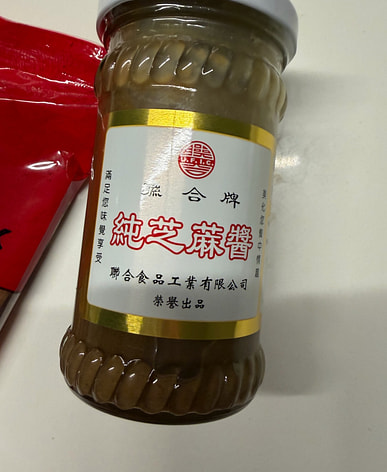 聯合牌
滿足您味覺享受
純芝蔴醬
聯合食品工業有限公司
榮譽出品